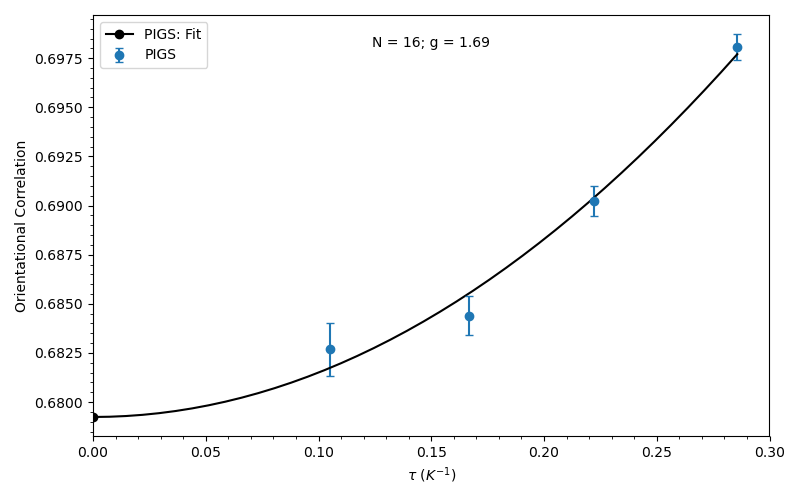 PIGS: Fit
PIGS
N = 16; g = 1.69
Orientational Correlation
0.6975
0.6950
0.6925
0.6900
0.6875
0.6850
0.6825
0.6800
0.00 0.05 0.10 0.15 0.20 0.25 0.30
τ (K⁻¹)